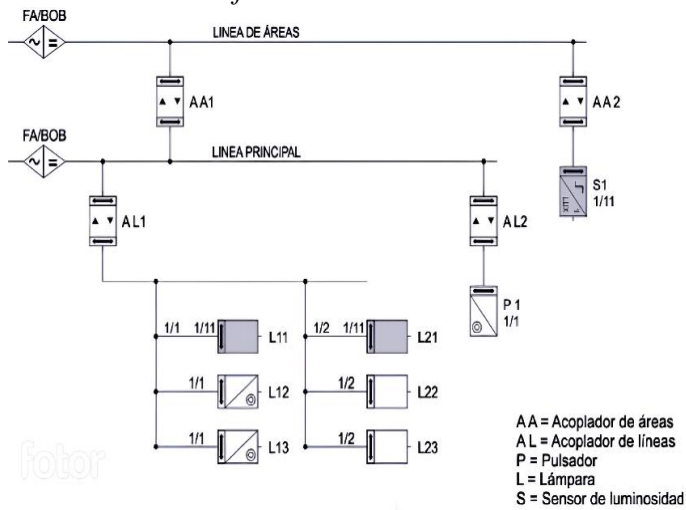 FA/BOB
LINEA DE ÁREAS
AA1
AA2
FA/BOB
LINEA PRINCIPAL
S1
1/11
LUX
AL1
AL2
P 1
1/1
1/1 1/11 L11
1/2 1/11 L21
1/1 L12
1/2 L22
1/1 L13
1/2 L23
AA = Acoplador de áreas
AL = Acoplador de líneas
P = Pulsador
L = Lámpara
S = Sensor de luminosidad
fotor